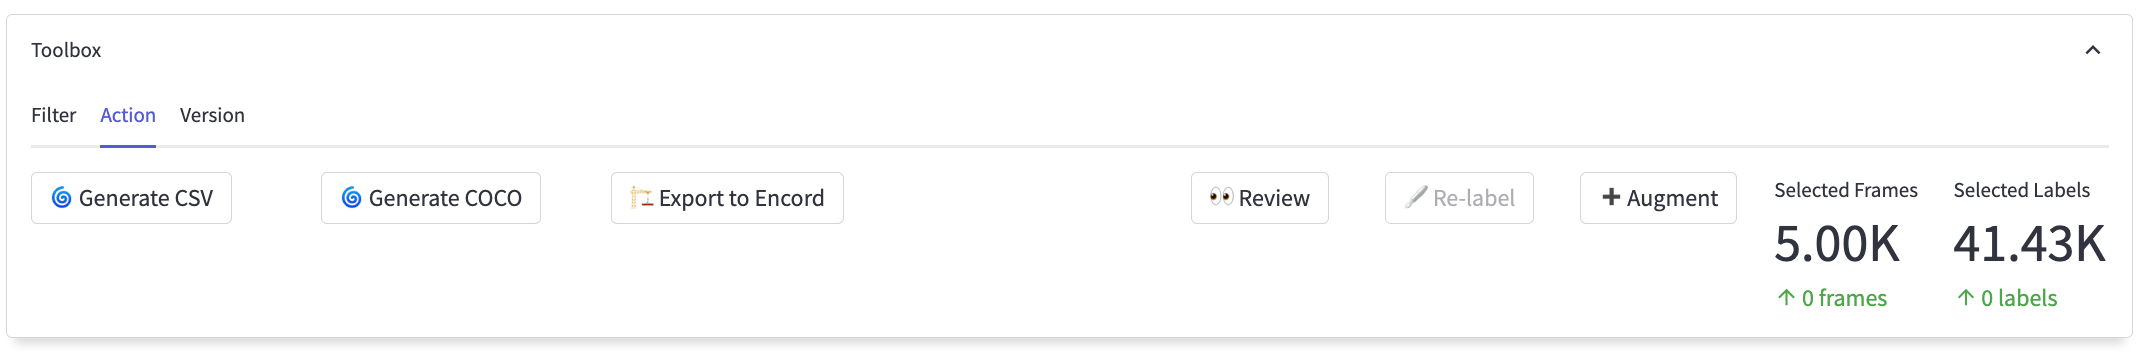 Toolbox
Filter Action Version
Generate CSV Generate COCO Export to Encord Review Re-label Augment
Selected Frames Selected Labels
5.00K 41.43K
↑ 0 frames ↑ 0 labels